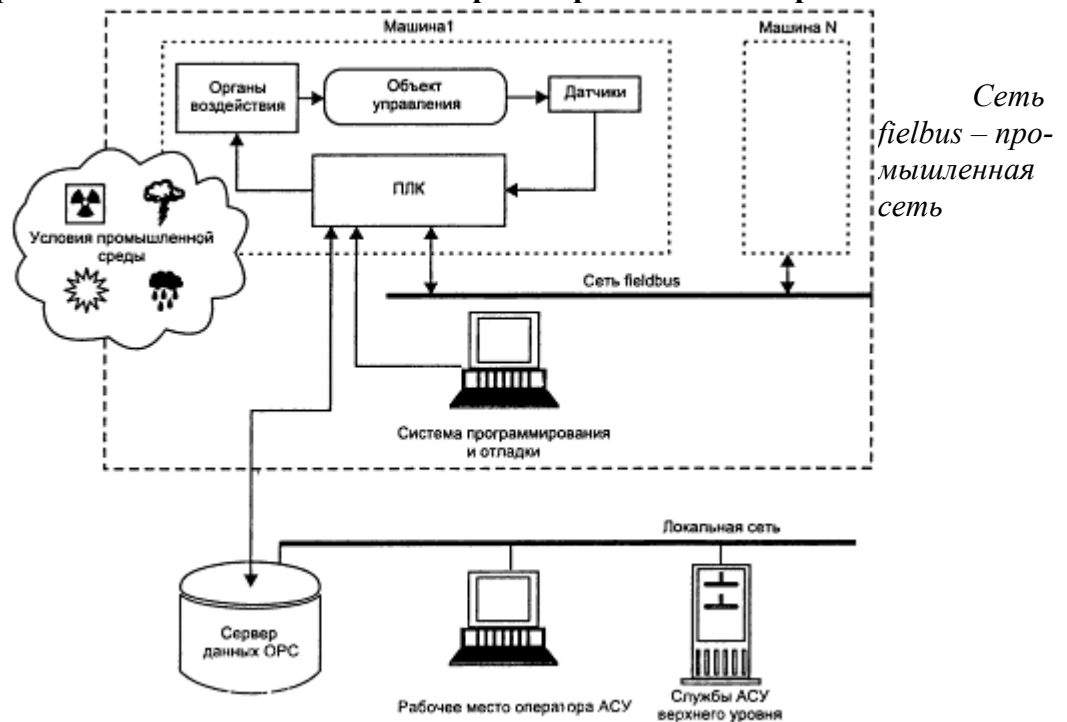 Машина1
Машина N
Органы
воздействия
Объект
управления
Датчики
ПЛК
Условия промышленной
среды
Сеть
fielbus – про-
мышленная
сеть
Сеть fieldbus
Система программирования
и отладки
Локальная сеть
Сервер
данных ОРС
Рабочее место оператора АСУ
Службы АСУ
верхнего уровня